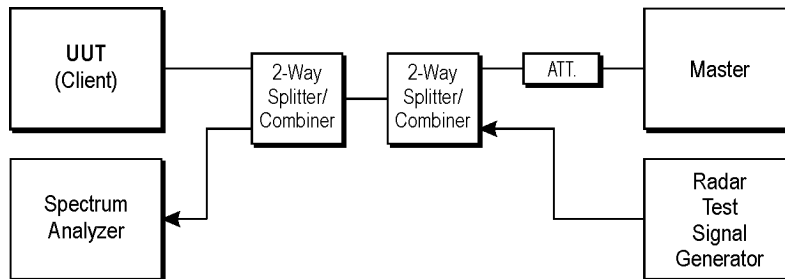 UUT
(Client)
2-Way
Splitter/
Combiner
2-Way
Splitter/
Combiner
ATT.
Master
Spectrum
Analyzer
Radar
Test
Signal
Generator